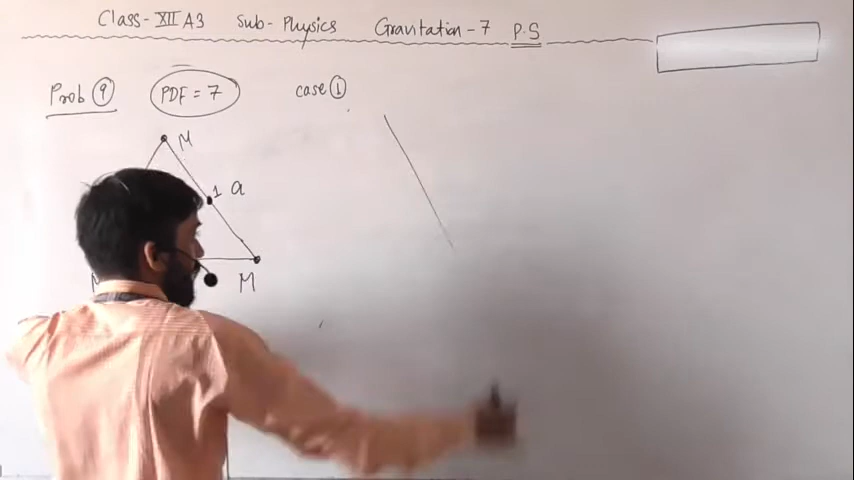 Class-XII A3 Sub-Physics Gravitation-7 P.S
Prob 9 PDF = 7 case 1
M
1 a
M M